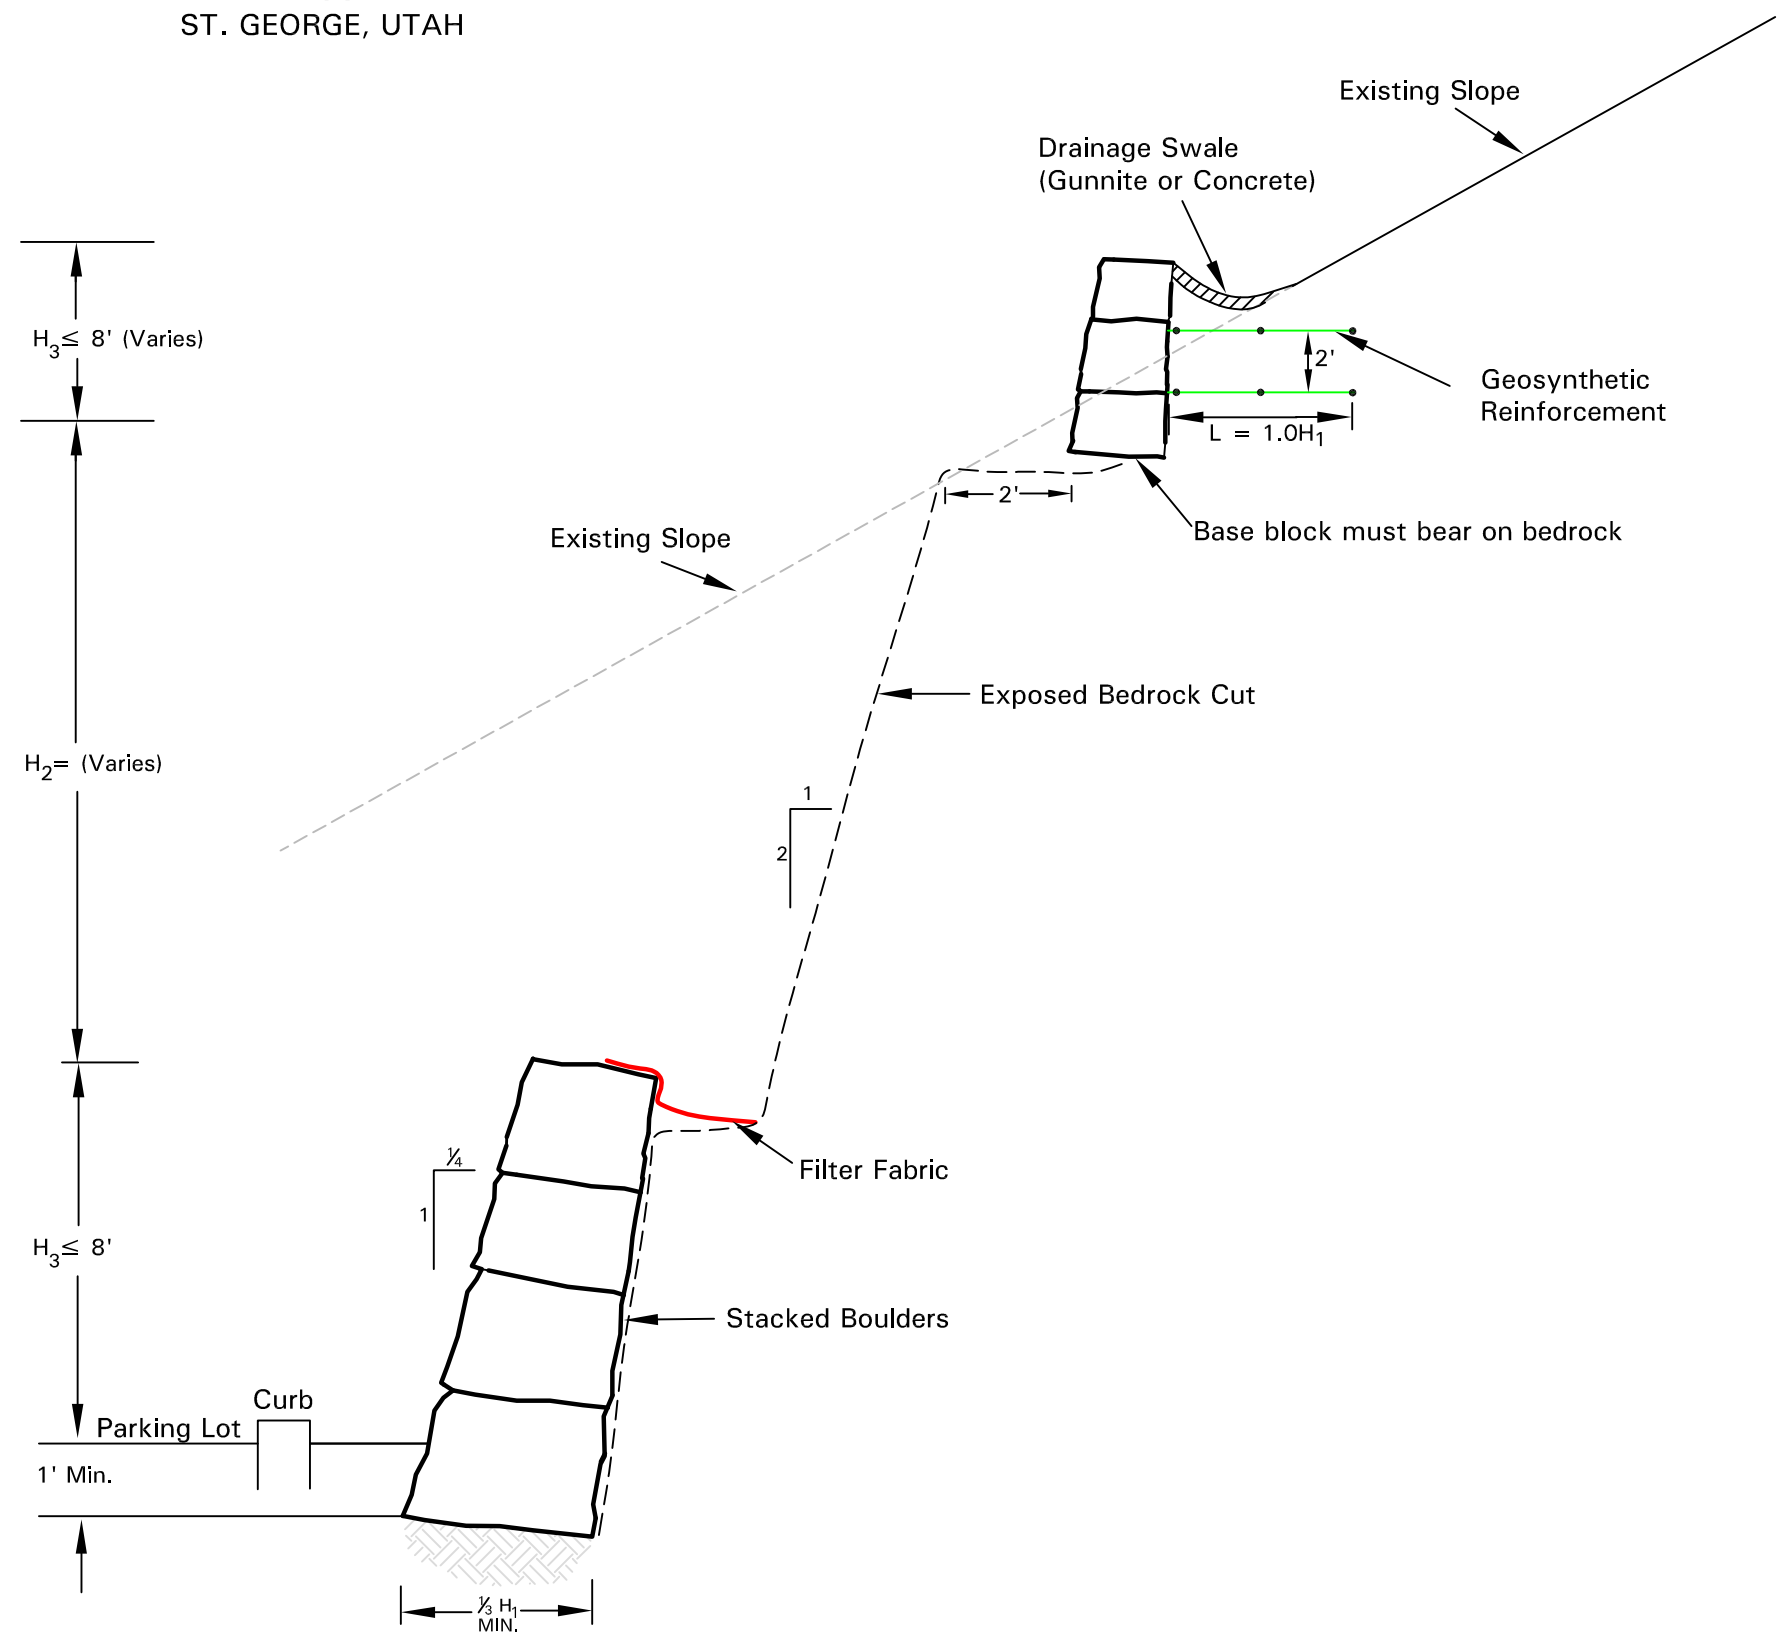 ST. GEORGE, UTAH
Existing Slope
Drainage Swale
(Gunnite or Concrete)
H3≤ 8' (Varies)
2'
Geosynthetic
Reinforcement
L = 1.0H1
2'
Base block must bear on bedrock
Existing Slope
Exposed Bedrock Cut
H2= (Varies)
1
2
Filter Fabric
1/4
1
H3≤ 8'
Stacked Boulders
Curb
Parking Lot
1' Min.
1/3 H1
MIN.